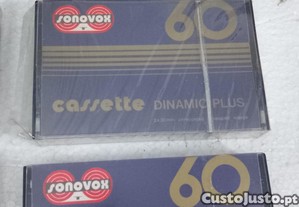 SONOVOX
60
cassette DINAMIC PLUS
SONOVOX
60
CustoJusto.pt